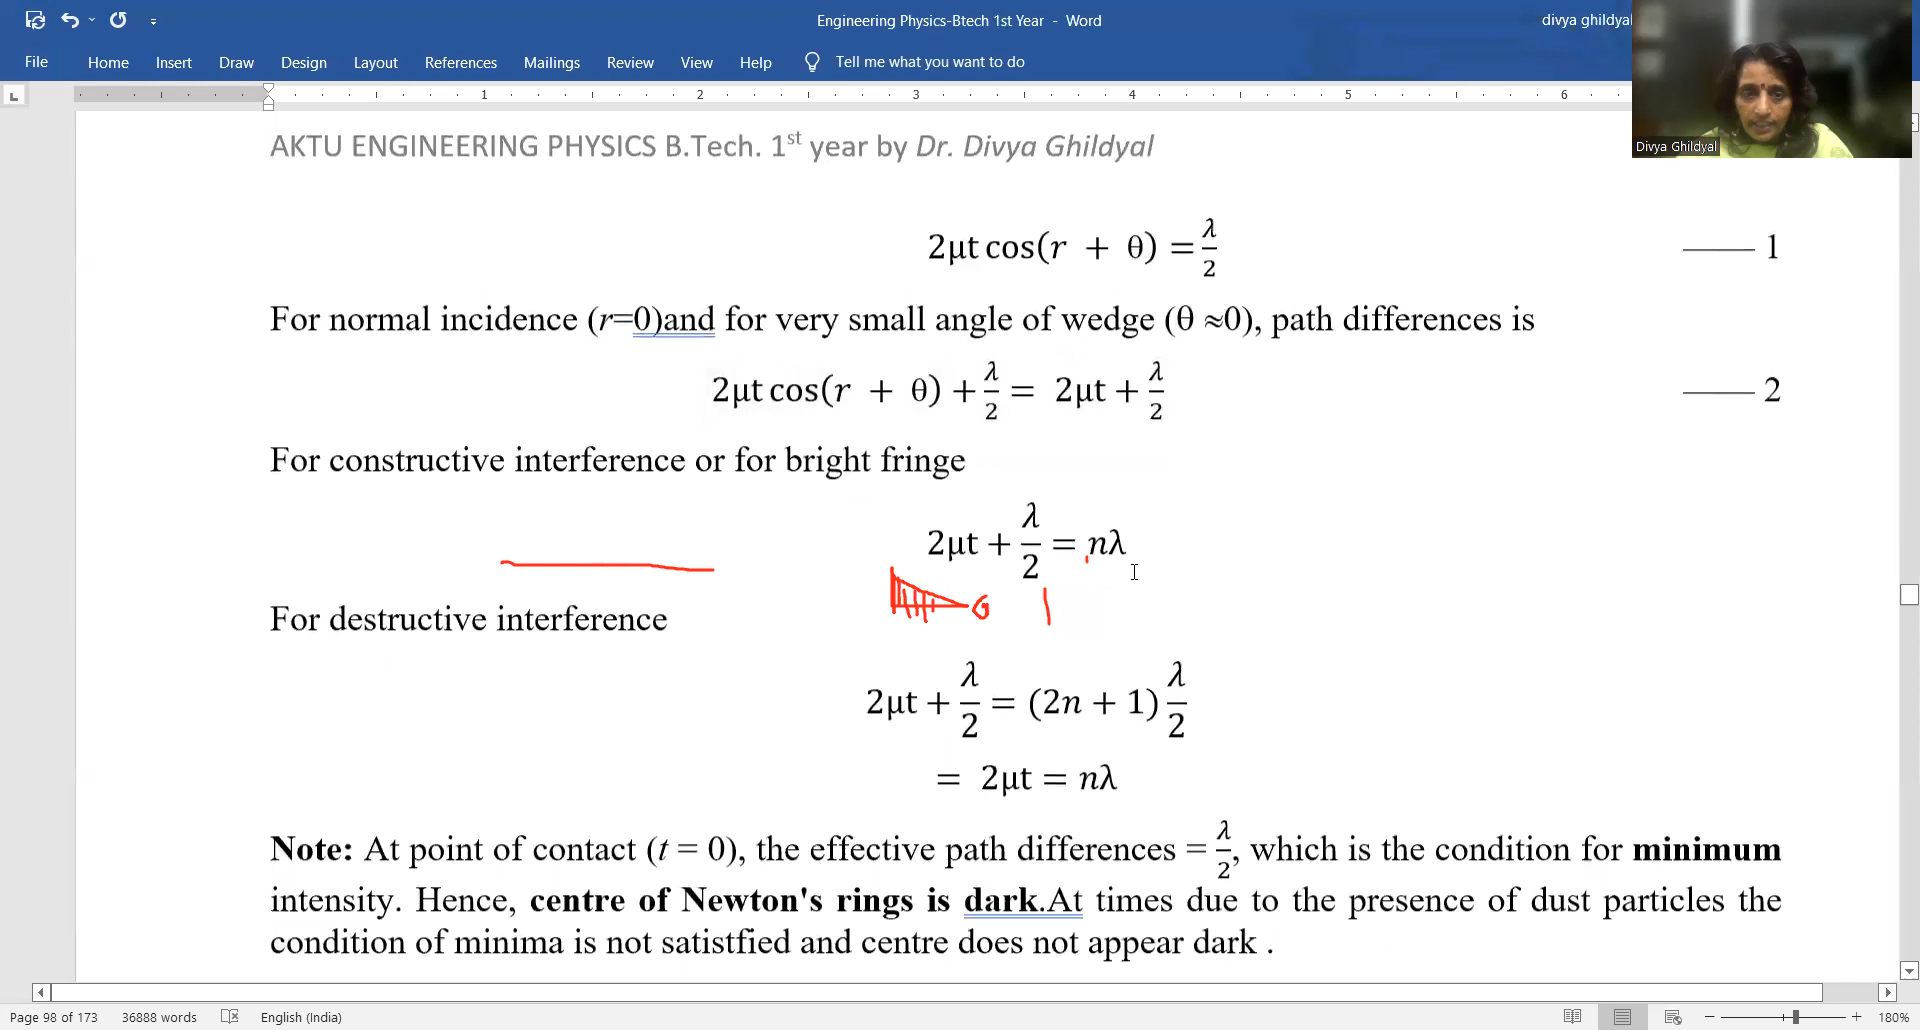 Engineering Physics-Btech 1st Year - Word
divya ghildyal
File Home Insert Draw Design Layout References Mailings Review View Help Tell me what you want to do
1 2 3 4 5 6
Divya Ghildyal
AKTU ENGINEERING PHYSICS B.Tech. 1st year by Dr. Divya Ghildyal
2μt cos(r + θ) = λ/2 —— 1
For normal incidence (r=0)and for very small angle of wedge (θ ≈0), path differences is
2μt cos(r + θ) + λ/2 = 2μt + λ/2 —— 2
For constructive interference or for bright fringe
2μt + λ/2 = nλ
For destructive interference
2μt + λ/2 = (2n + 1) λ/2
= 2μt = nλ
Note: At point of contact (t = 0), the effective path differences = λ/2, which is the condition for minimum
intensity. Hence, centre of Newton's rings is dark.At times due to the presence of dust particles the
condition of minima is not satistfied and centre does not appear dark .
Page 98 of 173 36888 words English (India) 180%